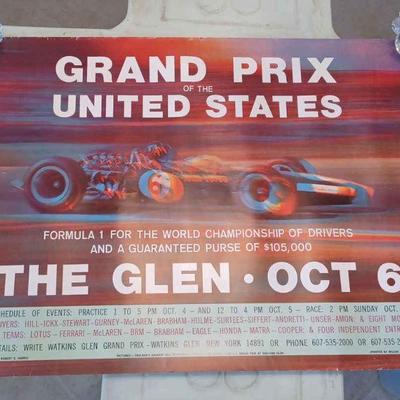 GRAND PRIX
OF THE
UNITED STATES
FORMULA 1 FOR THE WORLD CHAMPIONSHIP OF DRIVERS
AND A GUARANTEED PURSE OF $105,000
THE GLEN • OCT 6
SCHEDULE OF EVENTS: PRACTICE 1 TO 5 PM OCT. 4 - AND 12 TO 4 PM OCT. 5 - RACE: 2 PM SUNDAY OCT.
IVERS: HILL-ICKX-STEWART-GURNEY-McLAREN-BRABHAM-HULME-SURTEES-SIFFERT-ANDRETTI-UNSER-AMON, & EIGHT M
TEAMS: LOTUS-FERRARI-McLAREN-BRM-BRABHAM-EAGLE-HONDA-MATRA-COOPER, & FOUR INDEPENDENT ENTR
TAILS: WRITE WATKINS GLEN GRAND PRIX-WATKINS GLEN, NEW YORK 14891 OR PHONE 607-535-2000 OR 607-535